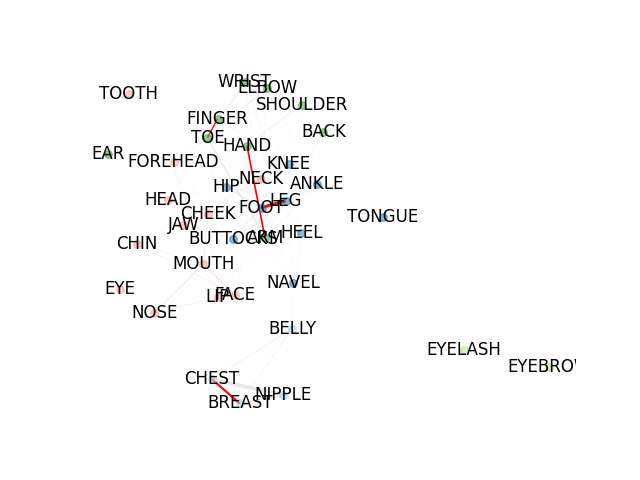 WRIST
ELBOW
TOOTH
SHOULDER
FINGER
BACK
TOE
HAND
EAR
FOREHEAD
KNEE
NECK
ANKLE
HIP
HEAD
LEG
FOOT
CHEEK
TONGUE
JAW
HEEL
BUTTOCKS
ARM
CHIN
MOUTH
NAVEL
EYE
LIP
FACE
NOSE
BELLY
EYELASH
EYEBROW
CHEST
NIPPLE
BREAST